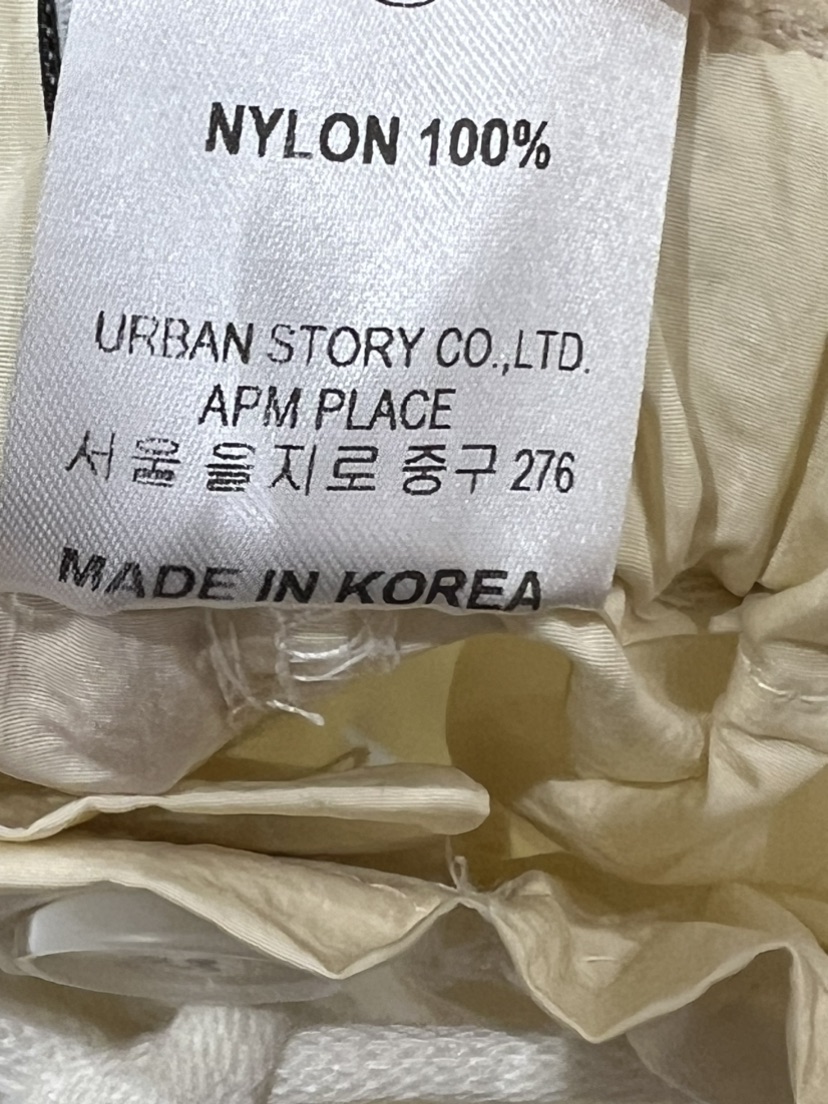 NYLON 100%
URBAN STORY CO.,LTD.
APM PLACE
서울 을지로 중구 276
MADE IN KOREA